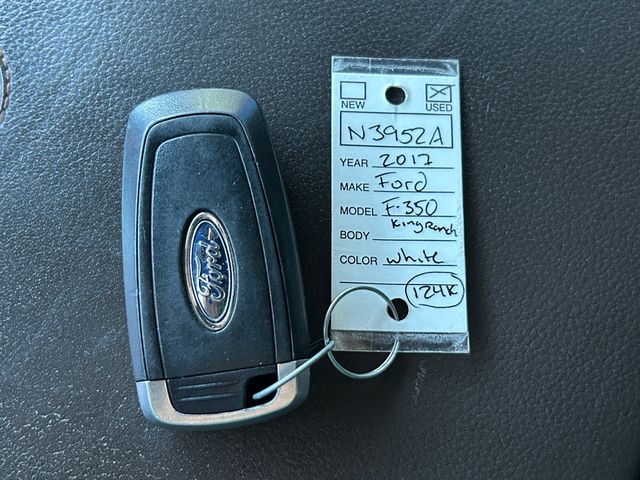 NEW USED
N3952A
YEAR 2017
MAKE Ford
MODEL F-350
King Ranch
BODY
COLOR white
124K
Ford